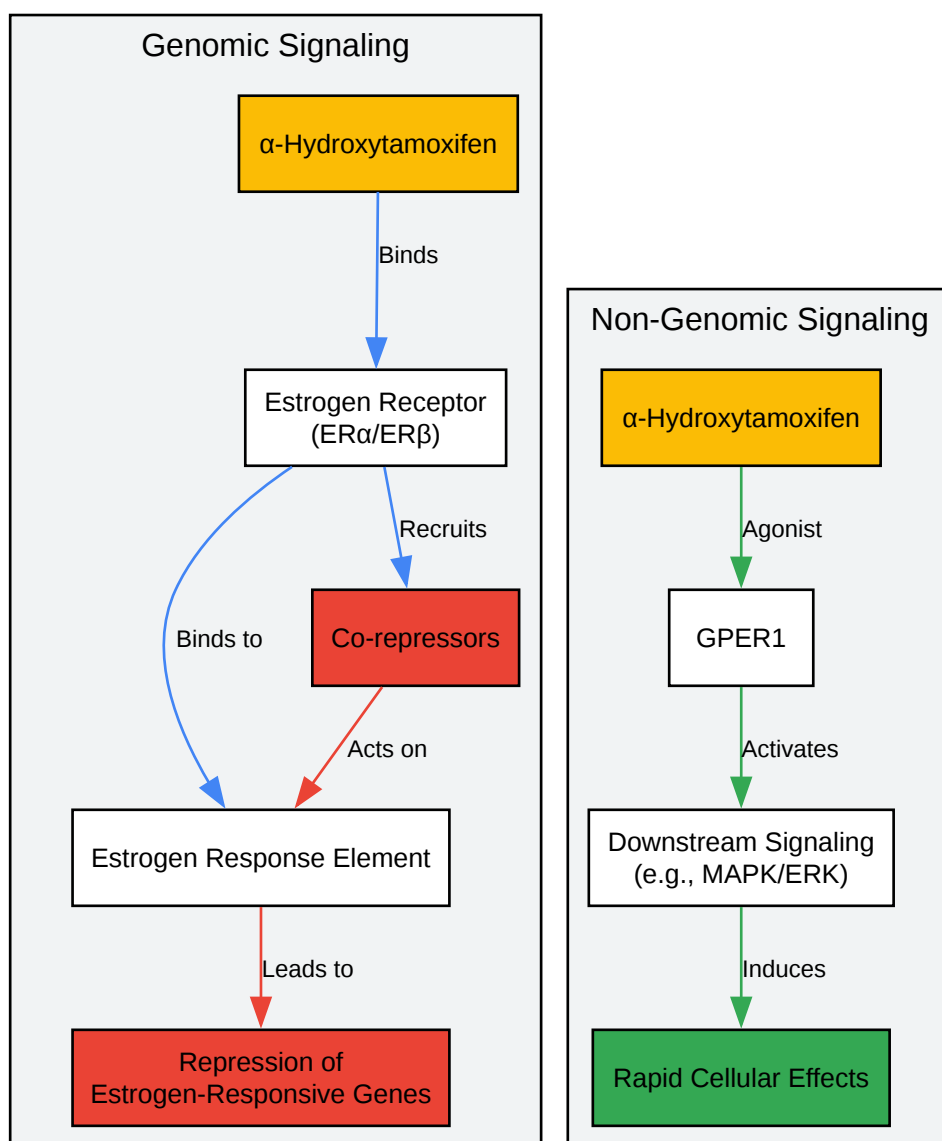 Genomic Signaling
α-Hydroxytamoxifen
Binds
Estrogen Receptor
(ERα/ERβ)
Recruits
Binds to
Co-repressors
Acts on
Estrogen Response Element
Leads to
Repression of
Estrogen-Responsive Genes
Non-Genomic Signaling
α-Hydroxytamoxifen
Agonist
GPER1
Activates
Downstream Signaling
(e.g., MAPK/ERK)
Induces
Rapid Cellular Effects